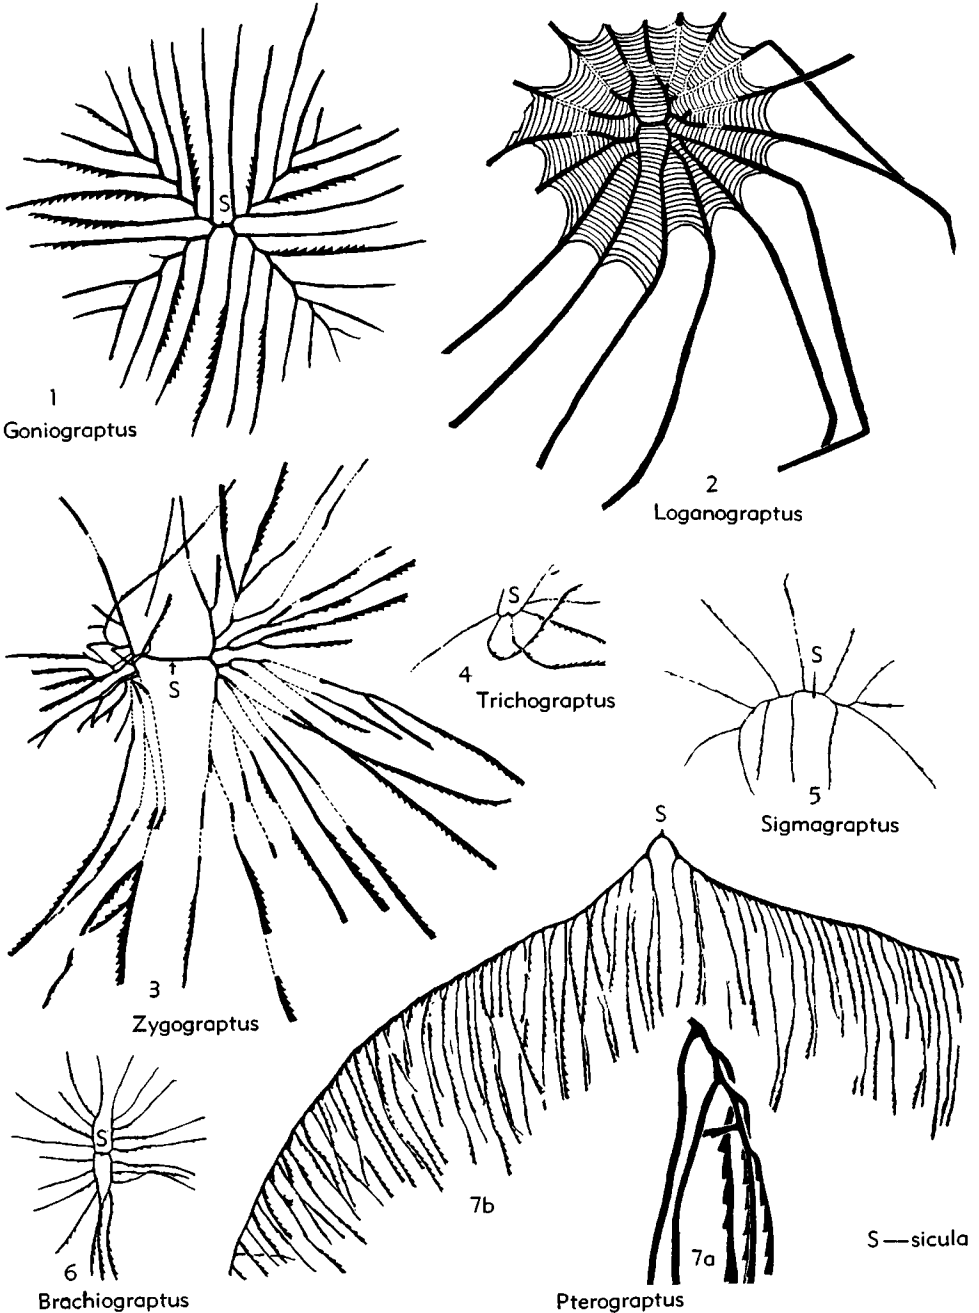 S
1
Goniograptus
2
Loganograptus
S
3
Zygograptus
S
4
Trichograptus
S
5
Sigmagraptus
S
S
6
Brachiograptus
7b
7a
Pterograptus
S—sicula